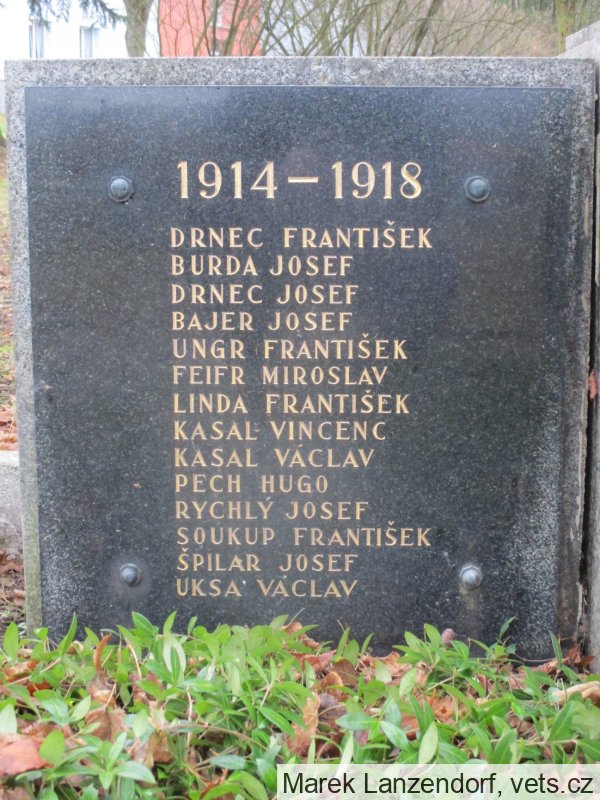 1914 – 1918
DRNEC FRANTIŠEK
BURDA JOSEF
DRNEC JOSEF
BAJER JOSEF
UNGR FRANTIŠEK
FEIFR MIROSLAV
LINDA FRANTIŠEK
KASAL VINCENC
KASAL VÁCLAV
PECH HUGO
RYCHLÝ JOSEF
SOUKUP FRANTIŠEK
ŠPILAR JOSEF
UKSA VÁCLAV
Marek Lanzendorf, vets.cz